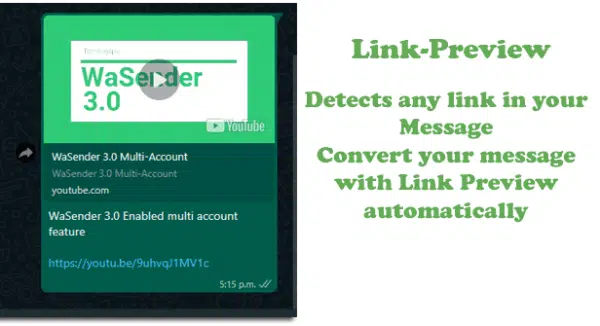 WaSender
3.0
YouTube
WaSender 3.0 Multi-Account
WaSender 3.0 Multi-Account
youtube.com
WaSender 3.0 Enabled multi account
feature
https://youtu.be/9uhvqJ1MV1c
5:15 p.m.
Link-Preview
Detects any link in your
Message
Convert your message
with Link Preview
automatically